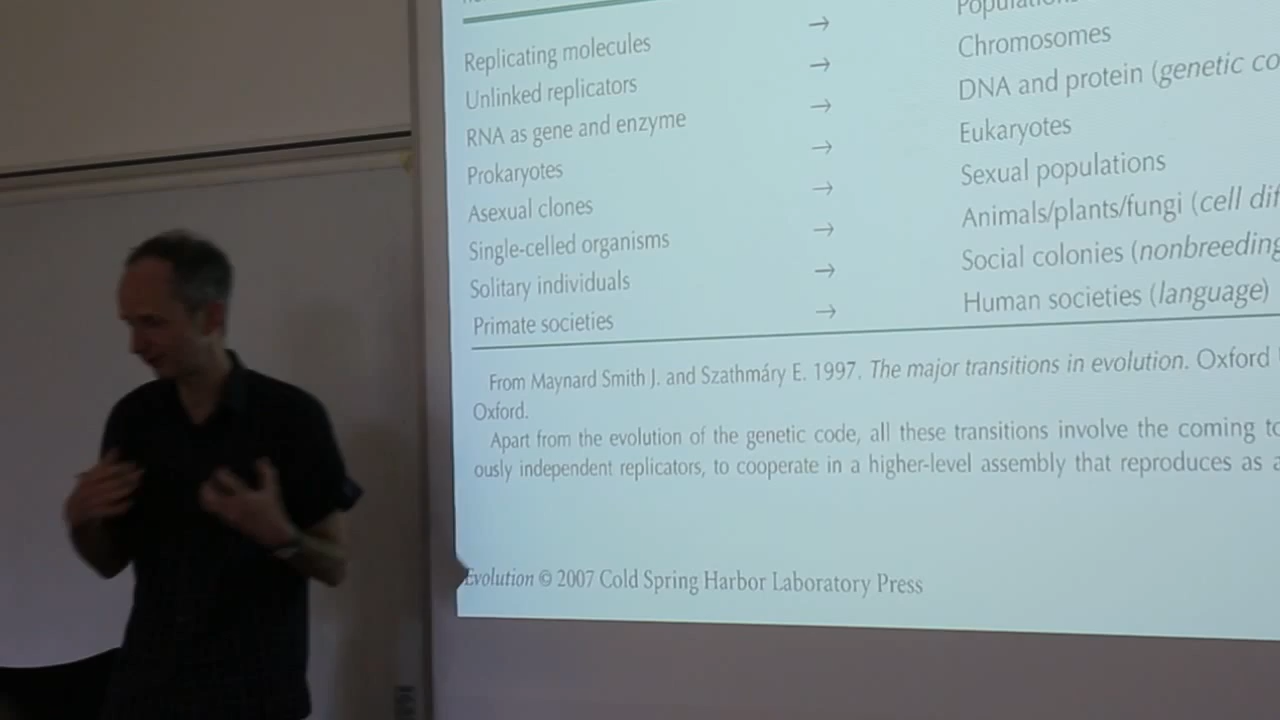 Replicating molecules → Populations
Unlinked replicators → Chromosomes
RNA as gene and enzyme → DNA and protein (genetic co
Prokaryotes → Eukaryotes
Asexual clones → Sexual populations
Single-celled organisms → Animals/plants/fungi (cell dif
Solitary individuals → Social colonies (nonbreeding
Primate societies → Human societies (language)
From Maynard Smith J. and Szathmáry E. 1997. The major transitions in evolution. Oxford
Oxford.
Apart from the evolution of the genetic code, all these transitions involve the coming to
ously independent replicators, to cooperate in a higher-level assembly that reproduces as a
Evolution © 2007 Cold Spring Harbor Laboratory Press